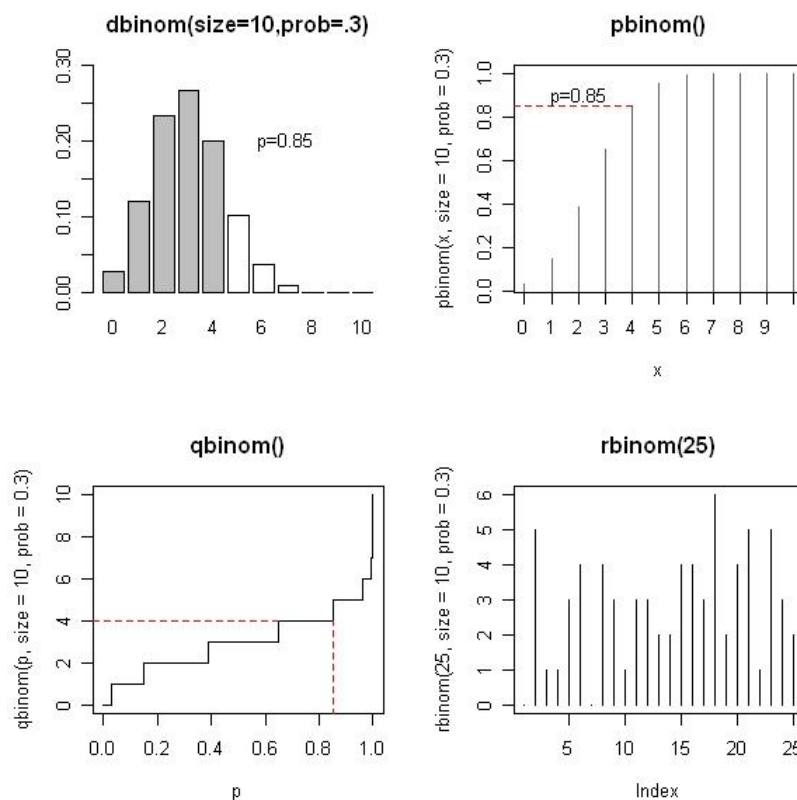 dbinom(size=10,prob=.3)
0.30
0.20
0.10
0.00
p=0.85
0 2 4 6 8 10
pbinom()
pbinom(x, size = 10, prob = 0.3)
1.0
0.8
0.6
0.4
0.2
0.0
p=0.85
0 1 2 3 4 5 6 7 8 9
x
qbinom()
qbinom(p, size = 10, prob = 0.3)
10
8
6
4
2
0
0.0 0.2 0.4 0.6 0.8 1.0
p
rbinom(25)
rbinom(25, size = 10, prob = 0.3)
6
5
4
3
2
1
0
5 10 15 20 25
Index